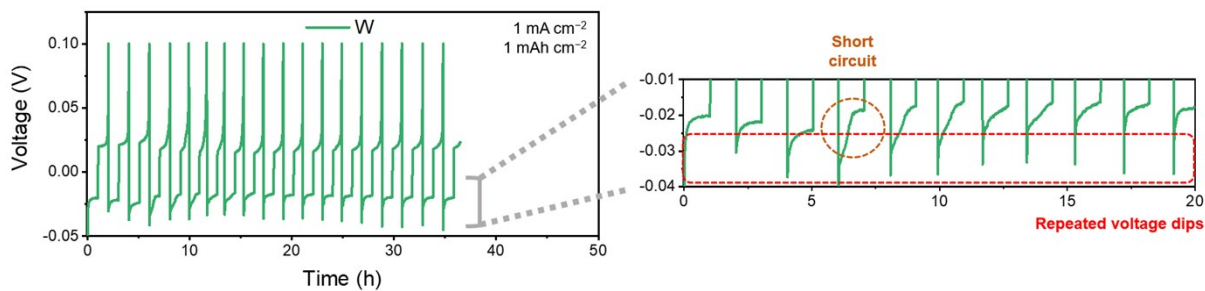 W
1 mA cm⁻²
1 mAh cm⁻²
0.10
0.05
0.00
-0.05
Voltage (V)
0 10 20 30 40 50
Time (h)
Short
circuit
-0.01
-0.02
-0.03
-0.04
0 5 10 15 20
Repeated voltage dips